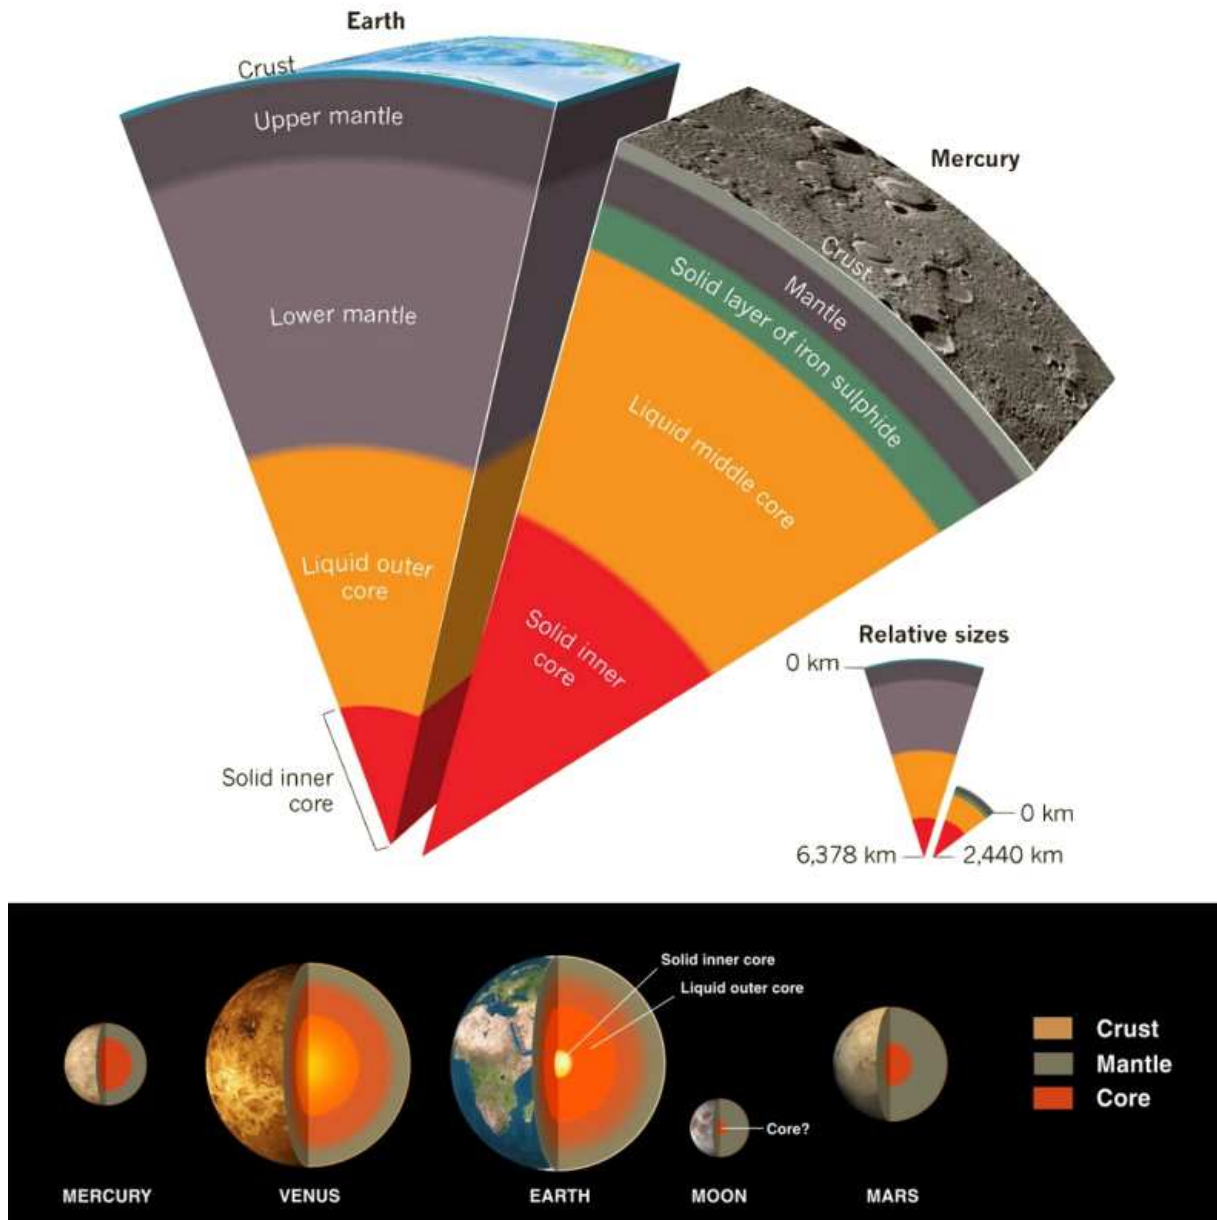 Earth
Crust
Upper mantle
Lower mantle
Liquid outer
core
Solid inner
core
Mercury
Crust
Mantle
Solid layer of iron sulphide
Liquid middle core
Solid inner
core
Relative sizes
0 km
0 km
6,378 km
2,440 km
Solid inner core
Liquid outer core
Core?
Crust
Mantle
Core
MERCURY
VENUS
EARTH
MOON
MARS